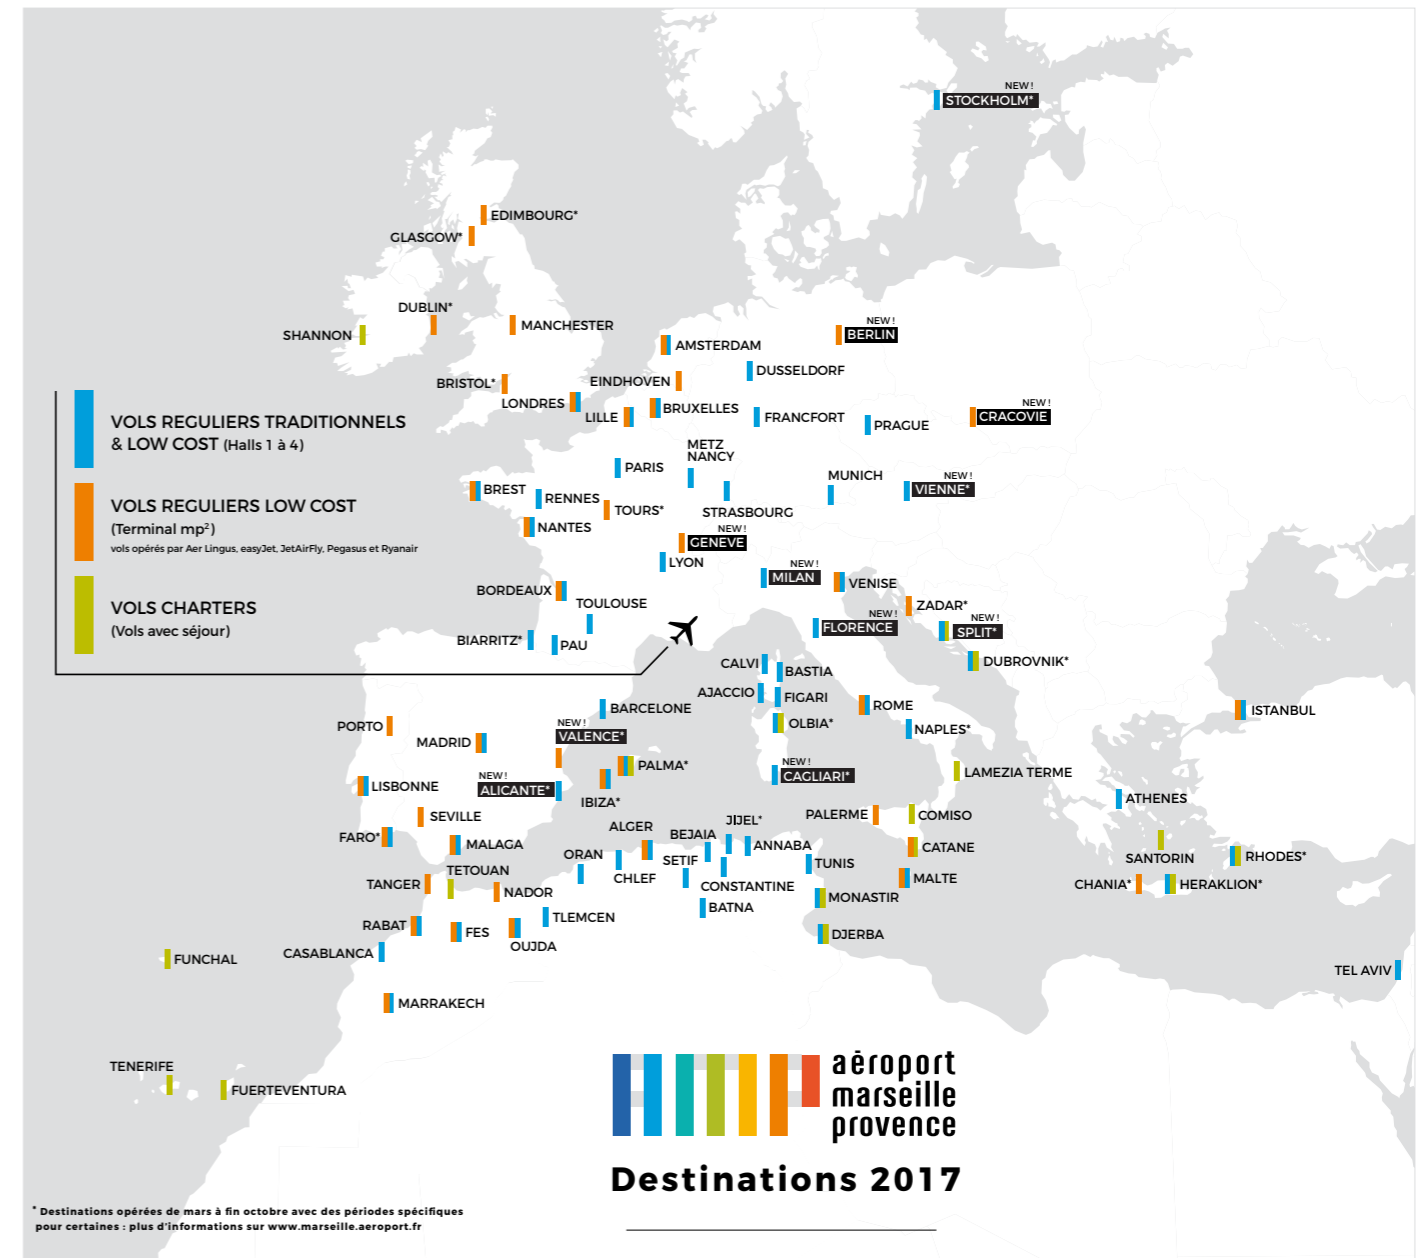 NEW !
STOCKHOLM*
EDIMBOURG*
GLASGOW*
DUBLIN*
SHANNON
MANCHESTER
NEW !
BERLIN
AMSTERDAM
DUSSELDORF
EINDHOVEN
BRISTOL*
LONDRES
LILLE
BRUXELLES
FRANCFORT
PRAGUE
NEW !
CRACOVIE
VOLS REGULIERS TRADITIONNELS
& LOW COST (Halls 1 à 4)
VOLS REGULIERS LOW COST
(Terminal mp²)
vols opérés par Aer Lingus, easyJet, JetAirFly, Pegasus et Ryanair
VOLS CHARTERS
(Vols avec séjour)
METZ
NANCY
PARIS
MUNICH
NEW !
VIENNE*
BREST
RENNES
TOURS*
STRASBOURG
NANTES
NEW !
GENEVE
LYON
NEW !
MILAN
VENISE
BORDEAUX
TOULOUSE
ZADAR*
NEW !
FLORENCE
NEW !
SPLIT*
BIARRITZ*
PAU
DUBROVNIK*
CALVI
BASTIA
AJACCIO
FIGARI
BARCELONE
ROME
ISTANBUL
OLBIA*
NAPLES*
PORTO
MADRID
NEW !
VALENCE*
PALMA*
NEW !
CAGLIARI*
LAMEZIA TERME
LISBONNE
NEW !
ALICANTE*
IBIZA*
ATHENES
SEVILLE
PALERME
COMISO
FARO*
MALAGA
ALGER
BEJAIA
JIJEL*
ANNABA
CATANE
SANTORIN
RHODES*
ORAN
CHLEF
SETIF
CONSTANTINE
TUNIS
TETOUAN
TANGER
NADOR
MALTE
CHANIA*
HERAKLION*
BATNA
MONASTIR
TLEMCEN
RABAT
FES
OUJDA
DJERBA
CASABLANCA
FUNCHAL
TEL AVIV
MARRAKECH
TENERIFE
FUERTEVENTURA
AMP
aéroport
marseille
provence
Destinations 2017
* Destinations opérées de mars à fin octobre avec des périodes spécifiques
pour certaines : plus d'informations sur www.marseille.aeroport.fr